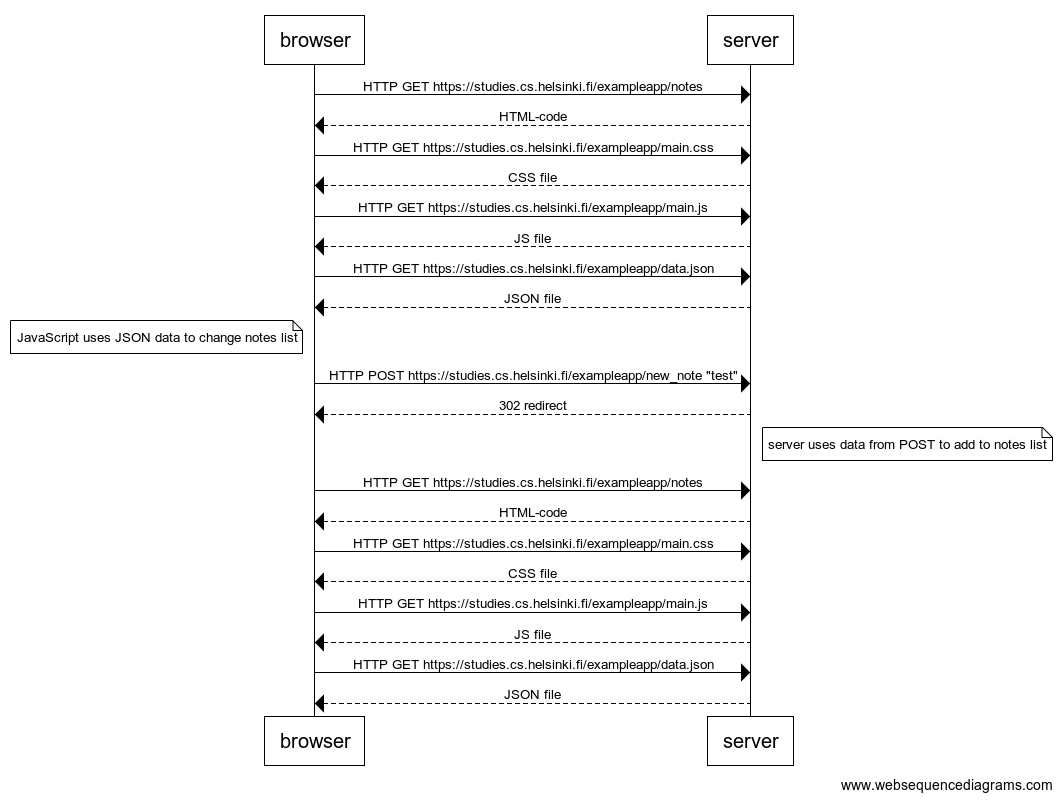 browser
server
HTTP GET https://studies.cs.helsinki.fi/exampleapp/notes
HTML-code
HTTP GET https://studies.cs.helsinki.fi/exampleapp/main.css
CSS file
HTTP GET https://studies.cs.helsinki.fi/exampleapp/main.js
JS file
HTTP GET https://studies.cs.helsinki.fi/exampleapp/data.json
JSON file
JavaScript uses JSON data to change notes list
HTTP POST https://studies.cs.helsinki.fi/exampleapp/new_note "test"
302 redirect
server uses data from POST to add to notes list
HTTP GET https://studies.cs.helsinki.fi/exampleapp/notes
HTML-code
HTTP GET https://studies.cs.helsinki.fi/exampleapp/main.css
CSS file
HTTP GET https://studies.cs.helsinki.fi/exampleapp/main.js
JS file
HTTP GET https://studies.cs.helsinki.fi/exampleapp/data.json
JSON file
browser
server
www.websequencediagrams.com